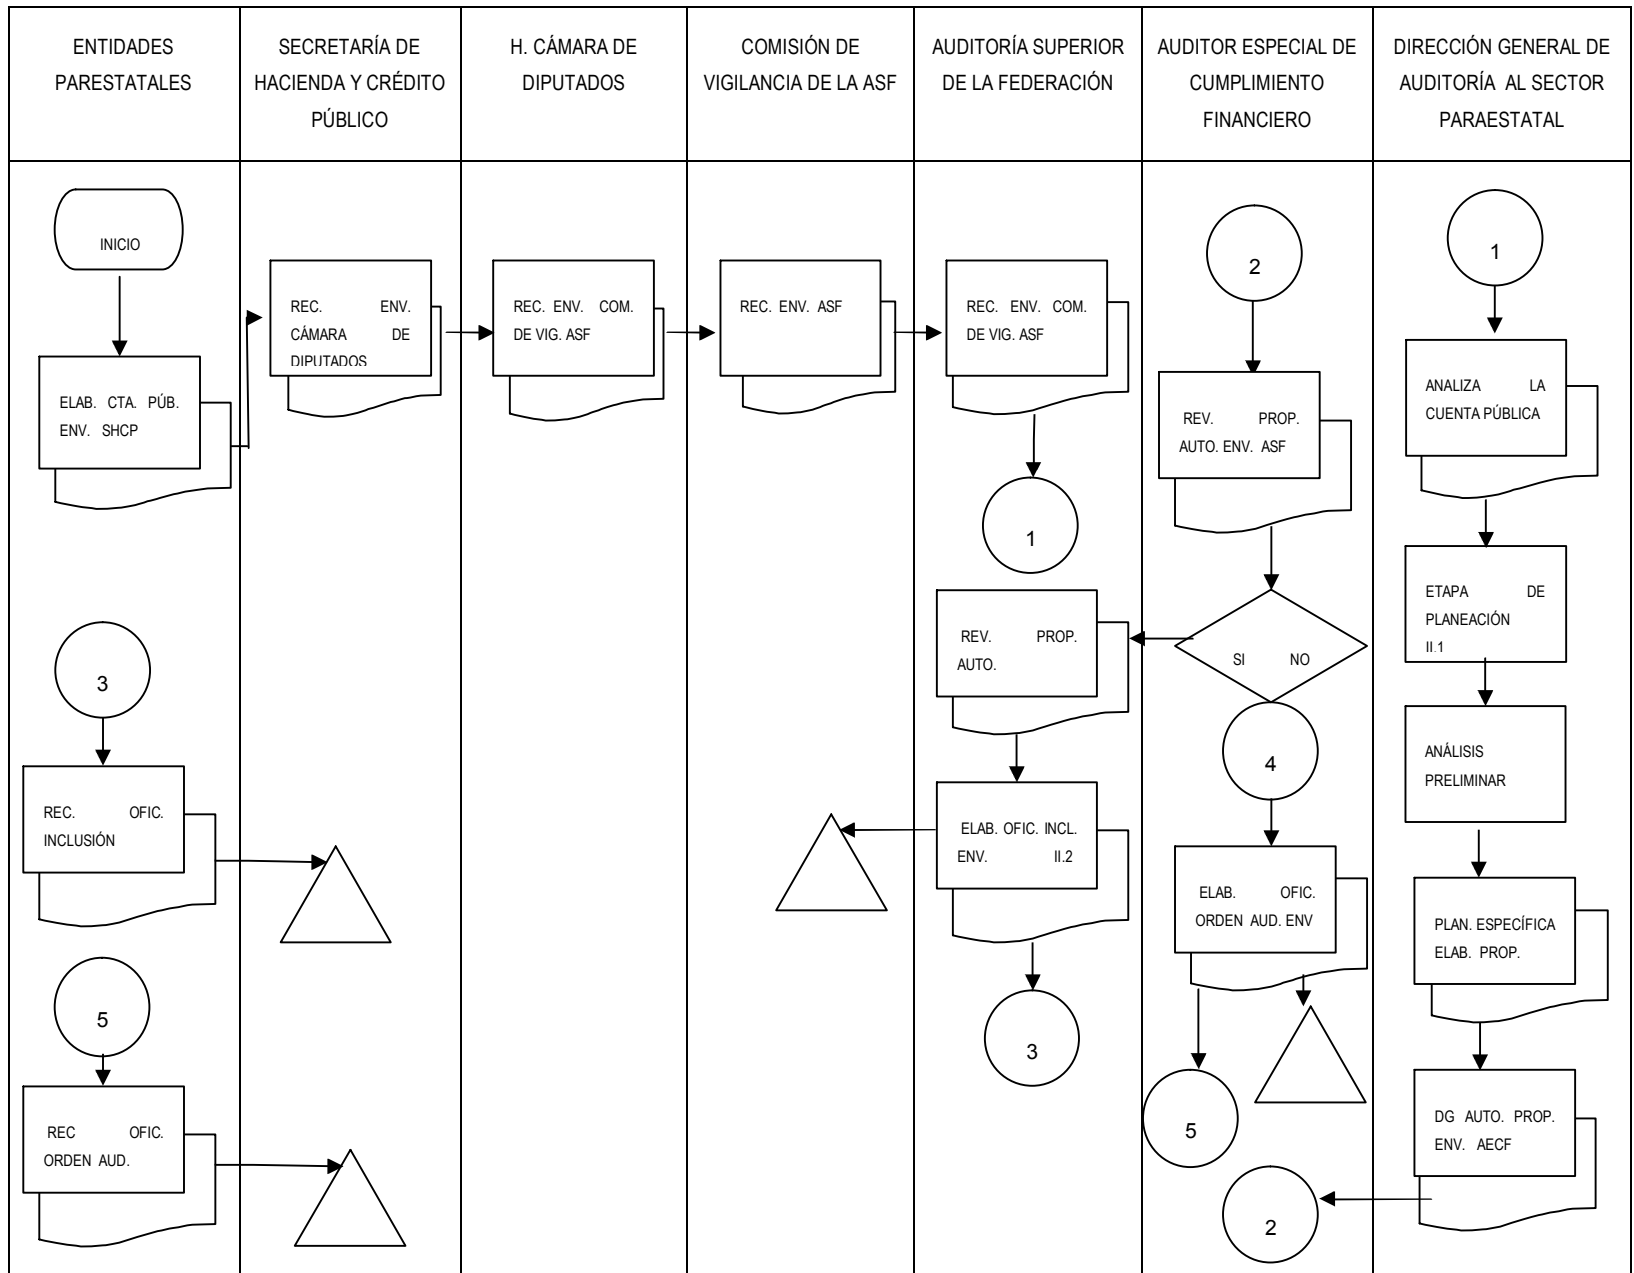 ENTIDADES
PARESTATALES
SECRETARÍA DE
HACIENDA Y CRÉDITO
PÚBLICO
H. CÁMARA DE
DIPUTADOS
COMISIÓN DE
VIGILANCIA DE LA ASF
AUDITORÍA SUPERIOR
DE LA FEDERACIÓN
AUDITOR ESPECIAL DE
CUMPLIMIENTO
FINANCIERO
DIRECCIÓN GENERAL DE
AUDITORÍA AL SECTOR
PARAESTATAL
INICIO
ELAB. CTA. PÚB.
ENV. SHCP
3
REC. OFIC.
INCLUSIÓN
5
REC OFIC.
ORDEN AUD.
REC. ENV.
CÁMARA DE
DIPUTADOS
REC. ENV. COM.
DE VIG. ASF
REC. ENV. ASF
REC. ENV. COM.
DE VIG. ASF
1
REV. PROP.
AUTO.
ELAB. OFIC. INCL.
ENV. II.2
3
2
REV. PROP.
AUTO. ENV. ASF
SI NO
4
ELAB. OFIC.
ORDEN AUD. ENV
5
2
1
ANALIZA LA
CUENTA PÚBLICA
ETAPA DE
PLANEACIÓN
II.1
ANÁLISIS
PRELIMINAR
PLAN. ESPECÍFICA
ELAB. PROP.
DG AUTO. PROP.
ENV. AECF